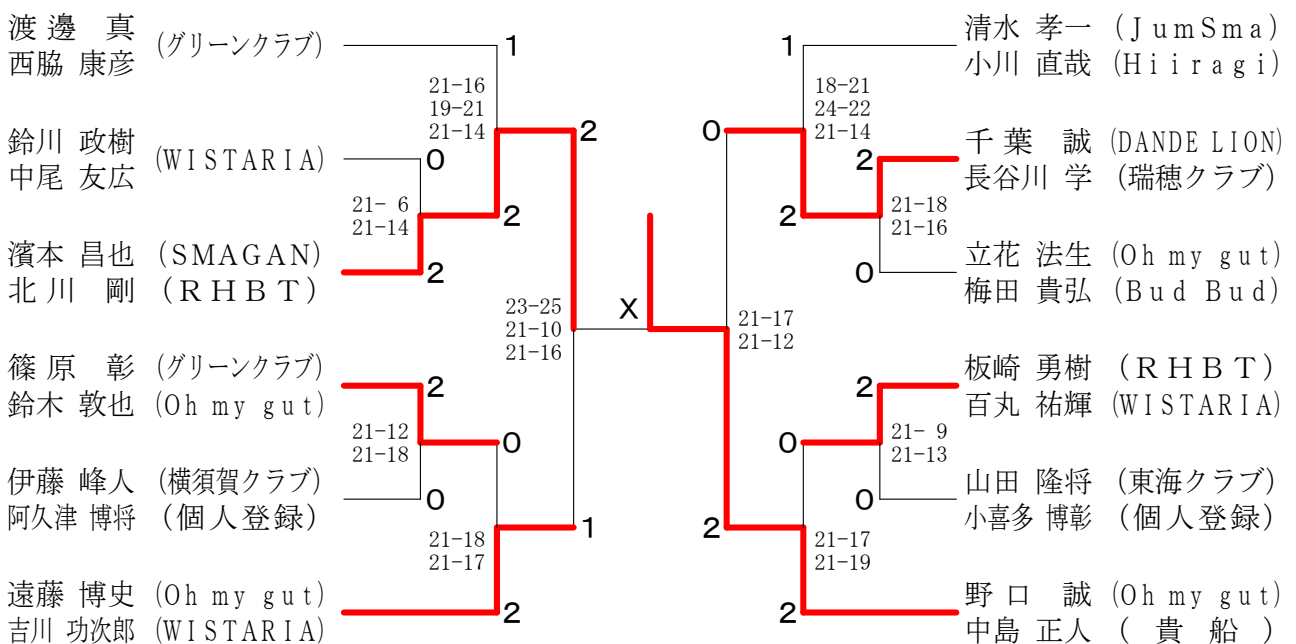 渡邊 真 (グリーンクラブ)
西脇 康彦
1
21-16
19-21
21-14
2
鈴川 政樹 (WISTARIA)
中尾 友広
0
21- 6
21-14
2
濱本 昌也 (SMAGAN)
北川 剛 (RHBT)
2
23-25
21-10
21-16
X
篠原 彰 (グリーンクラブ)
鈴木 敦也 (Oh my gut)
2
21-12
21-18
0
伊藤 峰人 (横須賀クラブ)
阿久津 博将 (個人登録)
0
21-18
21-17
1
遠藤 博史 (Oh my gut)
吉川 功次郎 (WISTARIA)
2
清水 孝一 (JumSma)
小川 直哉 (Hiiragi)
1
18-21
24-22
21-14
0
千葉 誠 (DANDE LION)
長谷川 学 (瑞穂クラブ)
2
21-18
21-16
2
立花 法生 (Oh my gut)
梅田 貴弘 (Bud Bud)
0
21-17
21-12
板崎 勇樹 (RHBT)
百丸 祐輝 (WISTARIA)
2
21- 9
21-13
0
山田 隆将 (東海クラブ)
小喜多 博彰 (個人登録)
0
21-17
21-19
2
野口 誠 (Oh my gut)
中島 正人 (貴船)
2